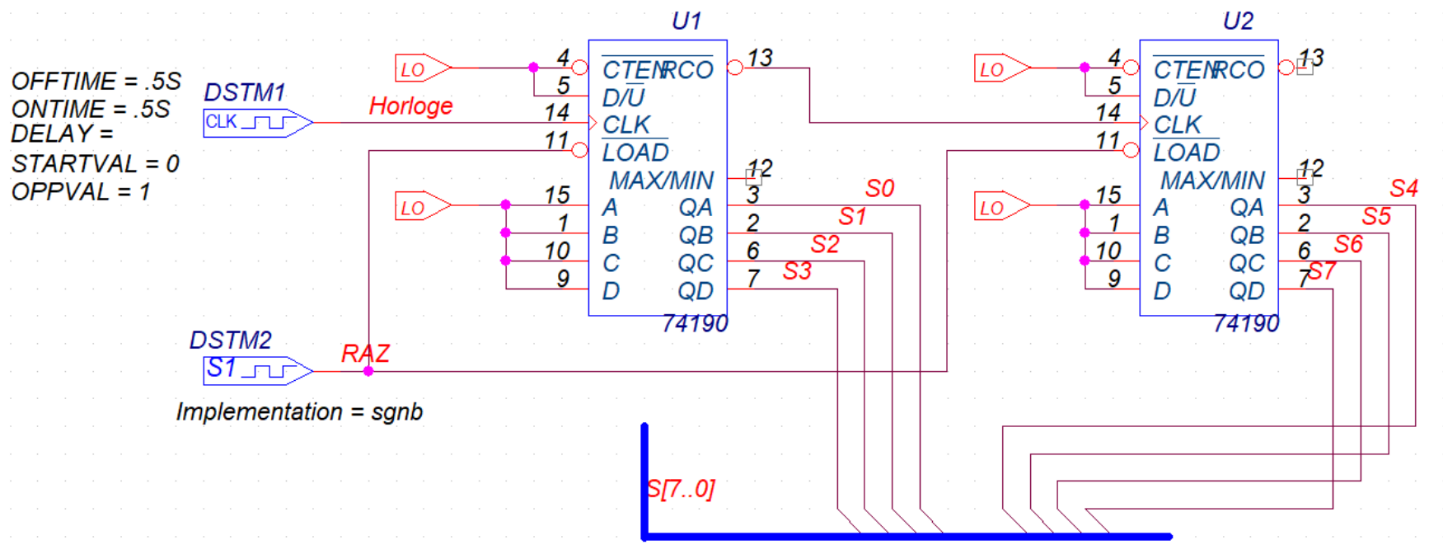 OFFTIME = .5S
ONTIME = .5S
DELAY =
STARTVAL = 0
OPPVAL = 1
DSTM1
CLK
Horloge
DSTM2
S1
RAZ
Implementation = sgnb
U1
LO
4
CTEN
RCO
13
5
D/U
14
CLK
11
LOAD
12
MAX/MIN
LO
15
A
QA
3
S0
1
B
QB
2
S1
10
C
QC
6
S2
9
D
QD
7
S3
74190
U2
LO
4
CTEN
RCO
13
5
D/U
14
CLK
11
LOAD
12
MAX/MIN
LO
15
A
QA
3
S4
1
B
QB
2
S5
10
C
QC
6
S6
9
D
QD
7
S7
74190
S[7..0]